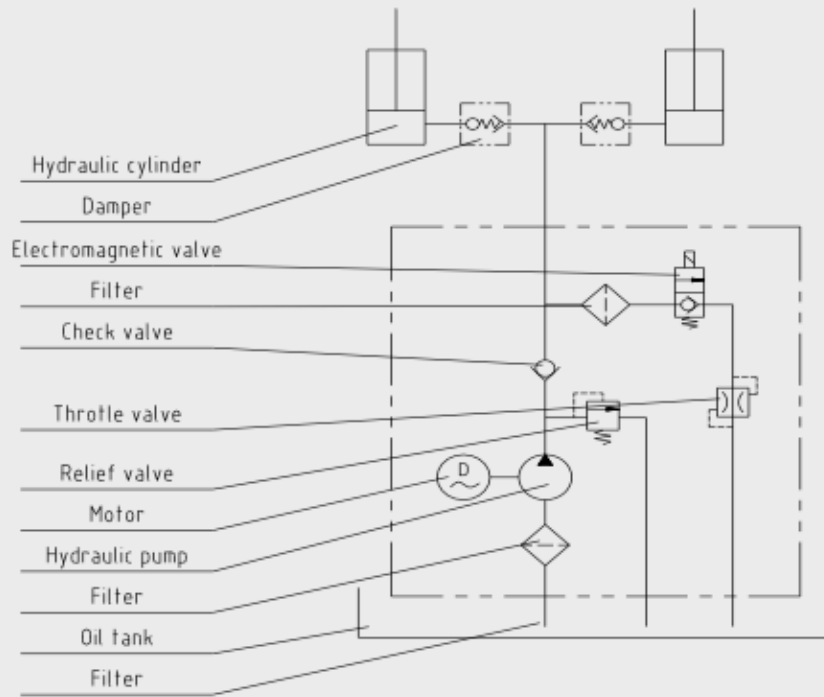 Hydraulic cylinder
Damper
Electromagnetic valve
Filter
Check valve
Throttle valve
Relief valve
D
Motor
Hydraulic pump
Filter
Oil tank
Filter